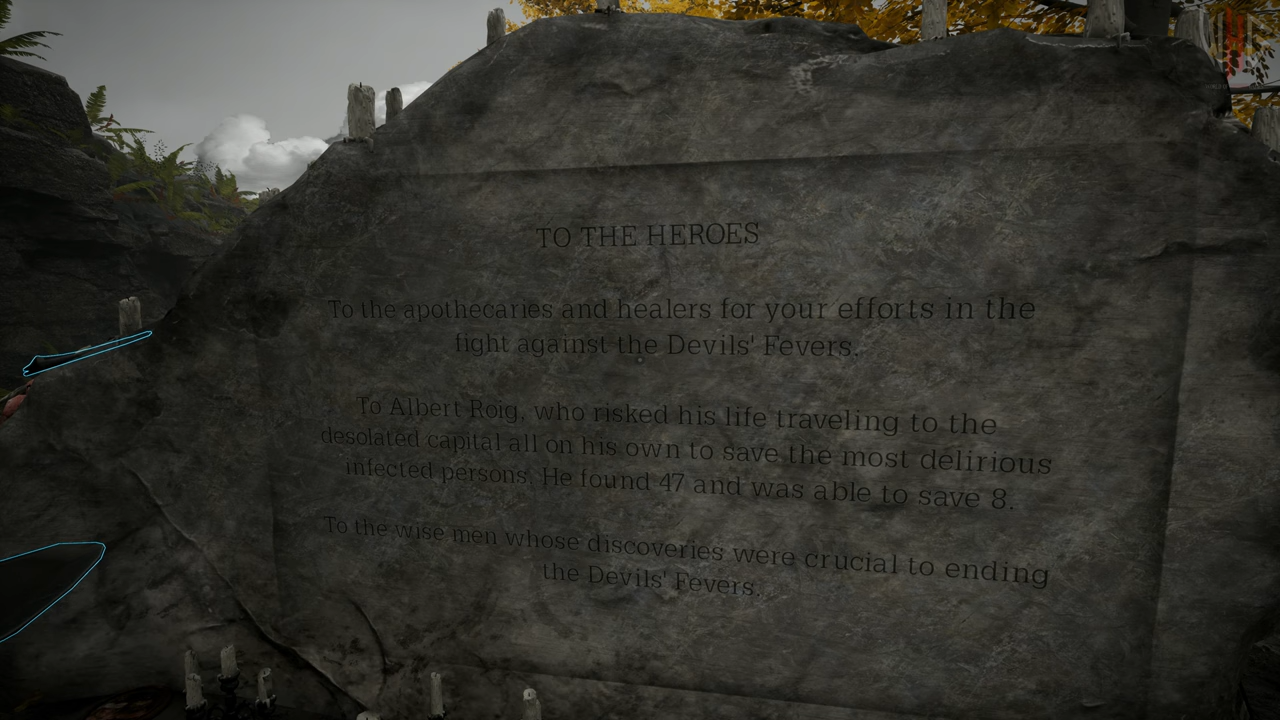 TO THE HEROES
To the apothecaries and healers for your efforts in the
fight against the Devils' Fevers.
To Albert Roig, who risked his life traveling to the
desolated capital all on his own to save the most delirious
infected persons. He found 47 and was able to save 8.
To the wise men whose discoveries were crucial to ending
the Devils' Fevers.